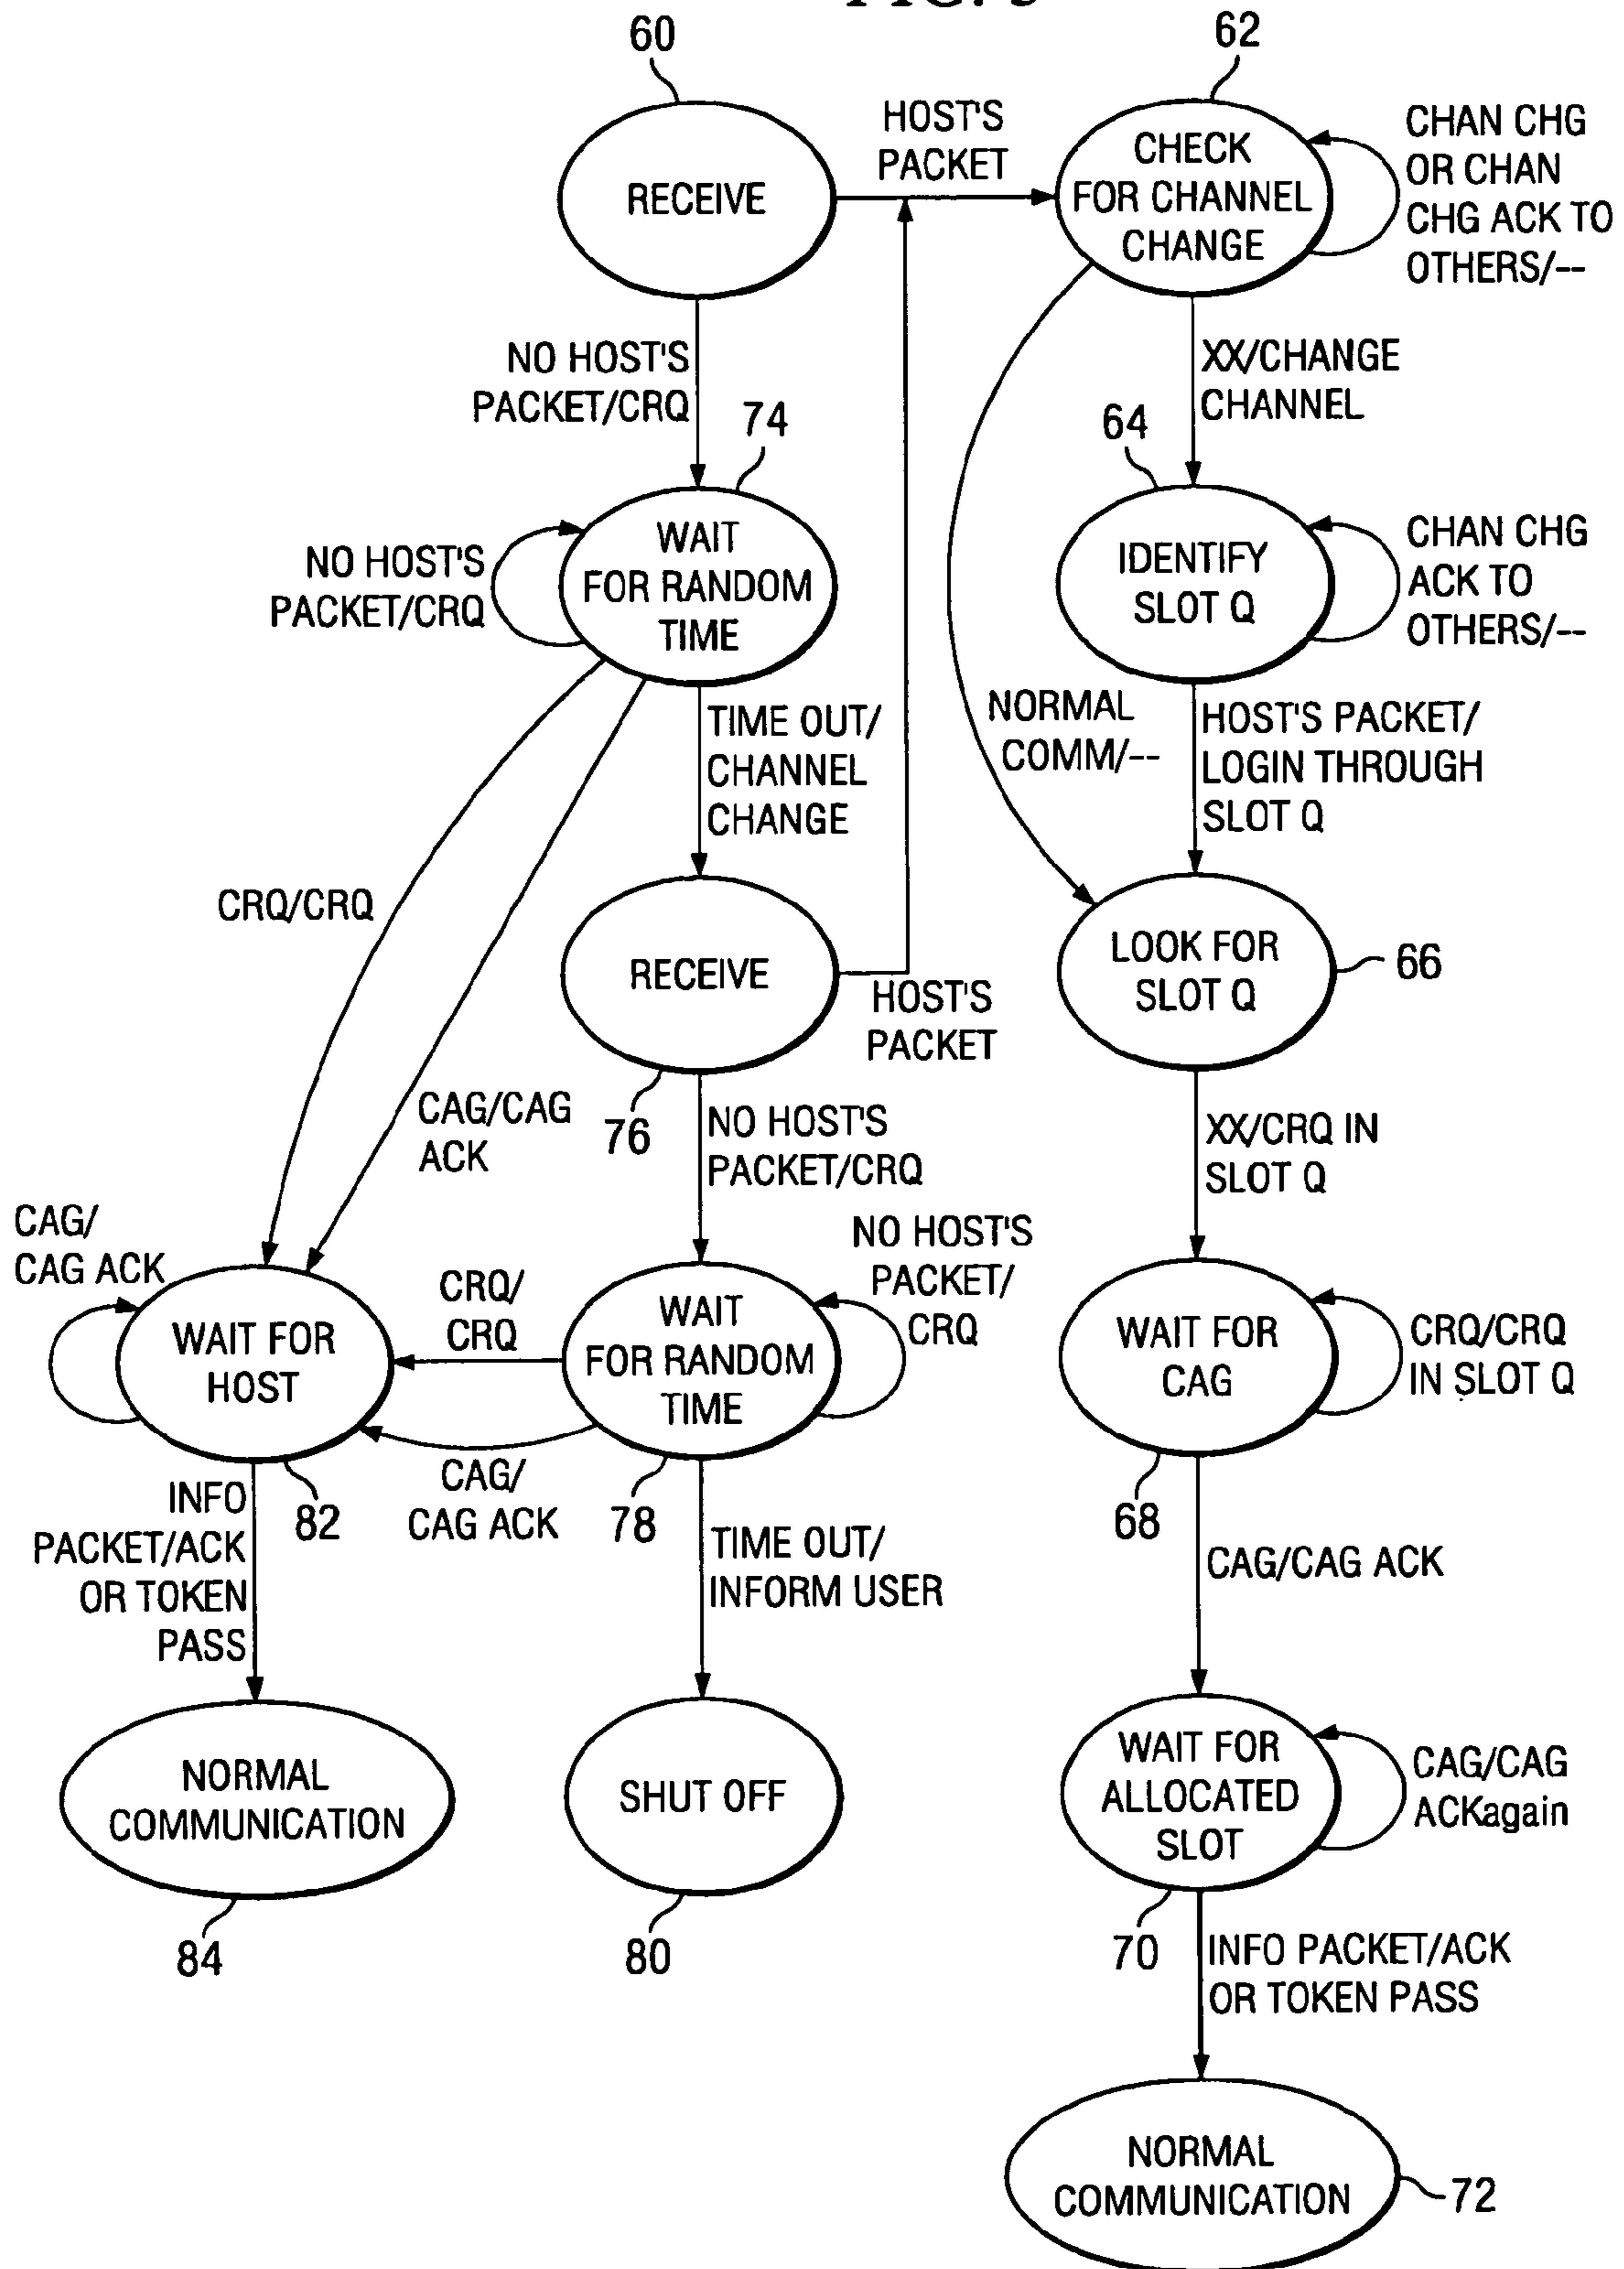 60
62
RECEIVE
HOST'S
PACKET
CHECK
FOR CHANNEL
CHANGE
CHAN CHG
OR CHAN
CHG ACK TO
OTHERS/--
NO HOST'S
PACKET/CRQ
XX/CHANGE
CHANNEL
74
64
WAIT
FOR RANDOM
TIME
NO HOST'S
PACKET/CRQ
IDENTIFY
SLOT Q
CHAN CHG
ACK TO
OTHERS/--
TIME OUT/
CHANNEL
CHANGE
NORMAL
COMM/--
HOST'S PACKET/
LOGIN THROUGH
SLOT Q
CRQ/CRQ
RECEIVE
HOST'S
PACKET
LOOK FOR
SLOT Q
66
CAG/CAG
ACK
76
NO HOST'S
PACKET/CRQ
XX/CRQ IN
SLOT Q
CAG/
CAG ACK
WAIT FOR
HOST
CRQ/
CRQ
WAIT
FOR RANDOM
TIME
NO HOST'S
PACKET/
CRQ
WAIT FOR
CAG
CRQ/CRQ
IN SLOT Q
INFO
PACKET/ACK
OR TOKEN
PASS
82
CAG/
CAG ACK
78
TIME OUT/
INFORM USER
68
CAG/CAG ACK
NORMAL
COMMUNICATION
SHUT OFF
WAIT FOR
ALLOCATED
SLOT
CAG/CAG
ACKagain
84
80
70
INFO PACKET/ACK
OR TOKEN PASS
NORMAL
COMMUNICATION
72